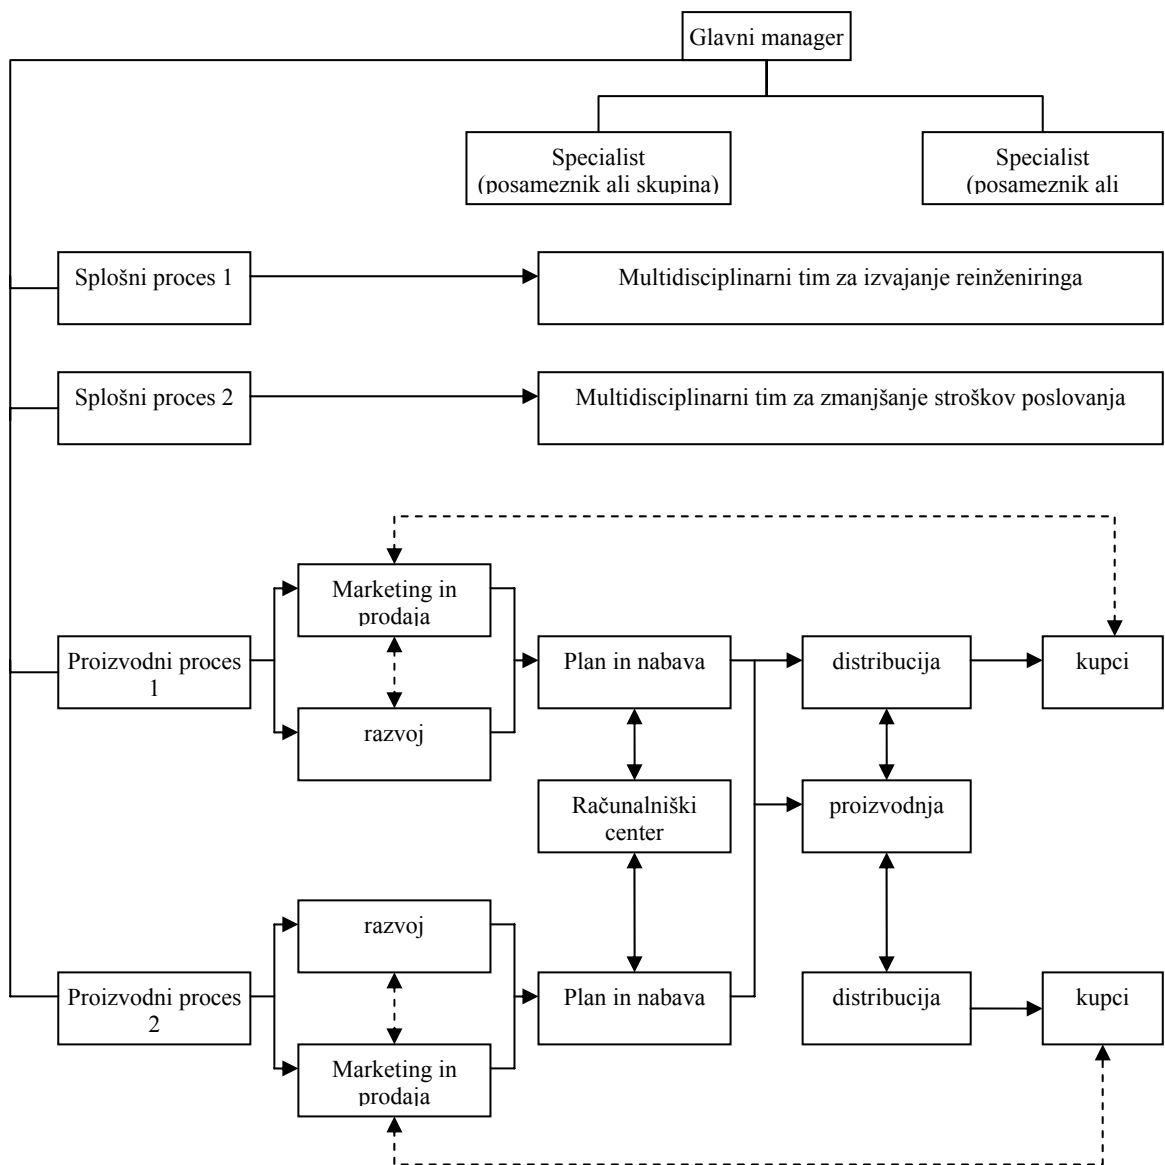 Glavni manager
Specialist
(posameznik ali skupina)
Specialist
(posameznik ali
Splošni proces 1
Multidisciplinarni tim za izvajanje reinženiringa
Splošni proces 2
Multidisciplinarni tim za zmanjšanje stroškov poslovanja
Marketing in
prodaja
Proizvodni proces
1
Plan in nabava
distribucija
kupci
razvoj
Računalniški
center
proizvodnja
razvoj
Proizvodni proces
2
Plan in nabava
distribucija
kupci
Marketing in
prodaja